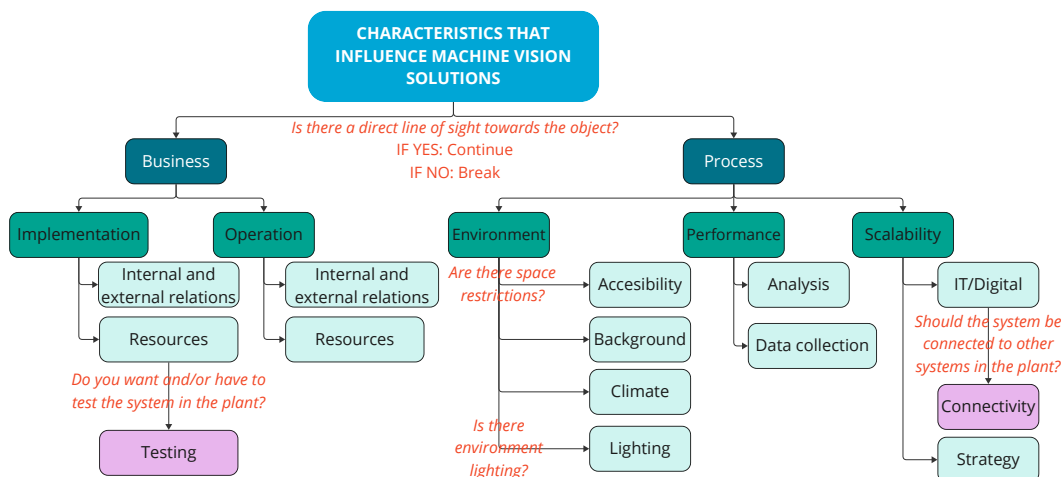 CHARACTERISTICS THAT
INFLUENCE MACHINE VISION
SOLUTIONS
Is there a direct line of sight towards the object?
IF YES: Continue
IF NO: Break
Business
Process
Implementation
Operation
Environment
Performance
Scalability
Internal and
external relations
Internal and
external relations
Are there space
restrictions?
Accesibility
Analysis
IT/Digital
Resources
Resources
Background
Data collection
Should the system be
connected to other
systems in the plant?
Do you want and/or have to
test the system in the plant?
Climate
Connectivity
Testing
Is there
environment
lighting?
Lighting
Strategy